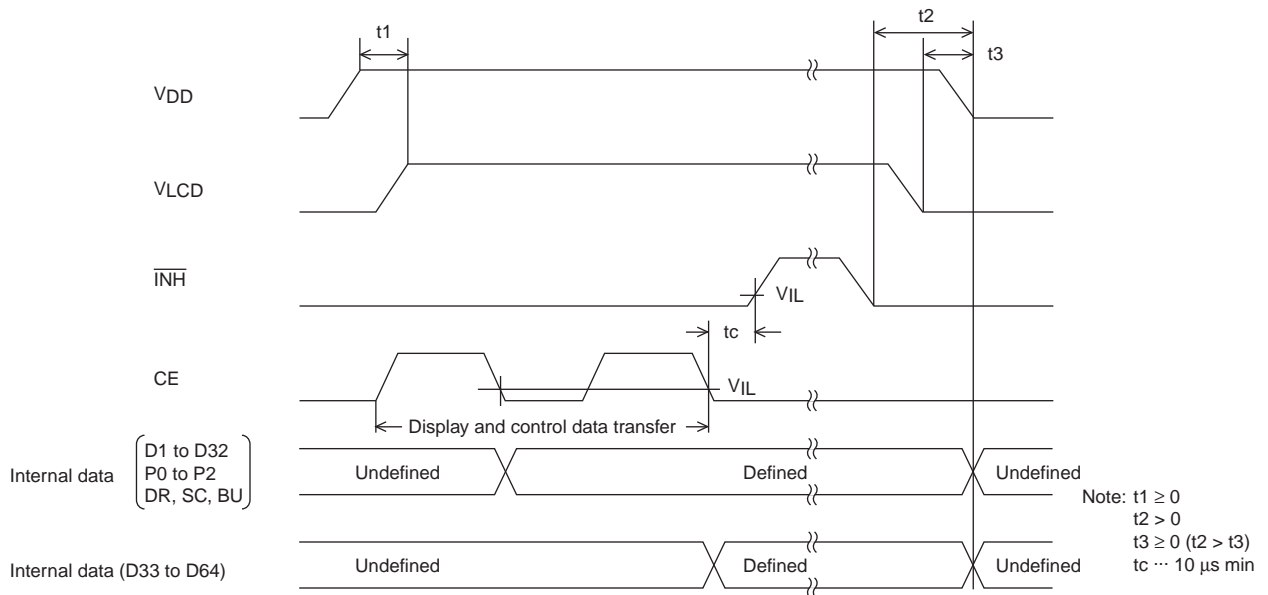 t1
t2
t3
VDD
VLCD
INH
VIL
tc
CE
VIL
Display and control data transfer
Internal data
D1 to D32
P0 to P2
DR, SC, BU
Undefined
Defined
Undefined
Internal data (D33 to D64)
Undefined
Defined
Undefined
Note: t1 ≥ 0
t2 > 0
t3 ≥ 0 (t2 > t3)
tc ··· 10 μs min